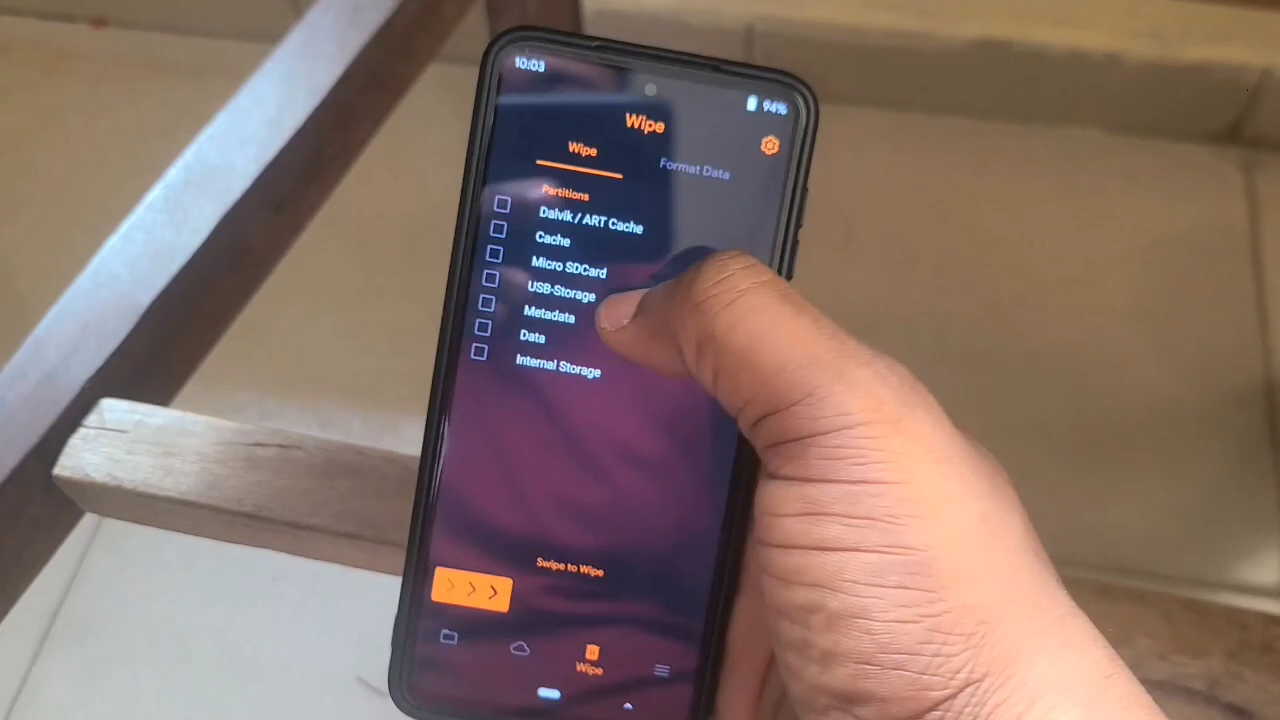 10:03
94%
Wipe
Wipe
Format Data
Partitions
Dalvik / ART Cache
Cache
Micro SDCard
USB-Storage
Metadata
Data
Internal Storage
Swipe to Wipe
Wipe